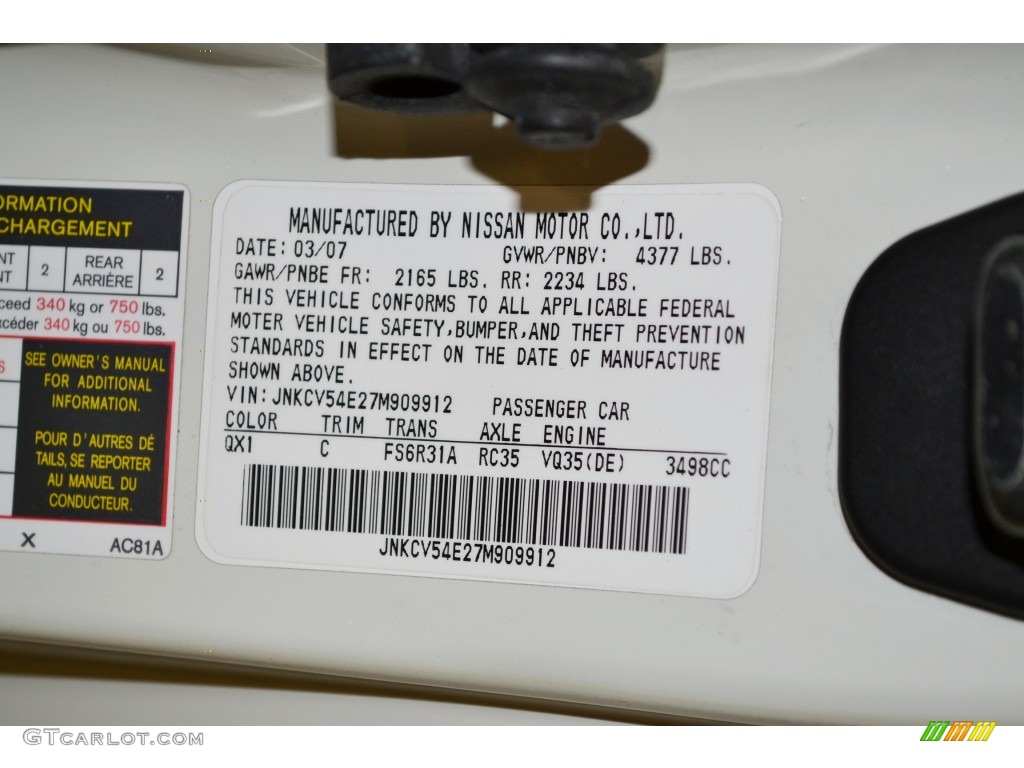 ORMATION
CHARGEMENT
NT
NT
2
REAR
ARRIÈRE
2
ceed 340 kg or 750 lbs.
xcéder 340 kg ou 750 lbs.
S
SEE OWNER'S MANUAL
FOR ADDITIONAL
INFORMATION.
POUR D'AUTRES DÉ
TAILS, SE REPORTER
AU MANUEL DU
CONDUCTEUR.
X
AC81A
MANUFACTURED BY NISSAN MOTOR CO.,LTD.
DATE: 03/07 GVWR/PNBV: 4377 LBS.
GAWR/PNBE FR: 2165 LBS. RR: 2234 LBS.
THIS VEHICLE CONFORMS TO ALL APPLICABLE FEDERAL
MOTER VEHICLE SAFETY,BUMPER,AND THEFT PREVENTION
STANDARDS IN EFFECT ON THE DATE OF MANUFACTURE
SHOWN ABOVE.
VIN: JNKCV54E27M909912 PASSENGER CAR
COLOR TRIM TRANS AXLE ENGINE
QX1 C FS6R31A RC35 VQ35(DE) 3498CC
JNKCV54E27M909912
GTcarlot.com